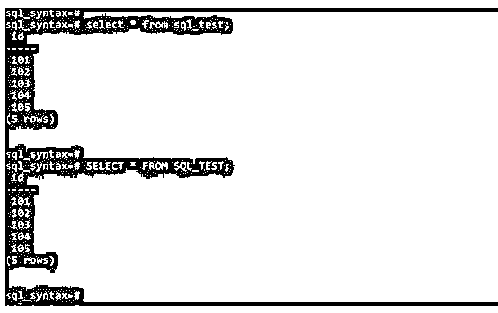 sql_syntax=#
sql_syntax=# select * from sql_test;
id
-----
101
102
103
104
105
(5 rows)
sql_syntax=#
sql_syntax=# SELECT * FROM SQL_TEST;
id
-----
101
102
103
104
105
(5 rows)
sql_syntax=#